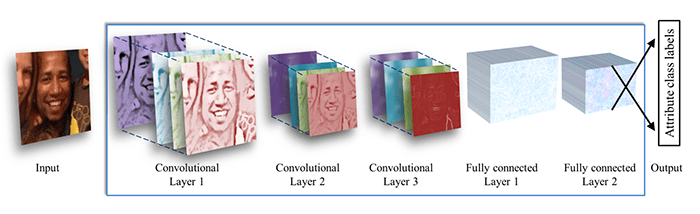 Attribute class labels
Input
Convolutional
Layer 1
Convolutional
Layer 2
Convolutional
Layer 3
Fully connected
Layer 1
Fully connected
Layer 2
Output